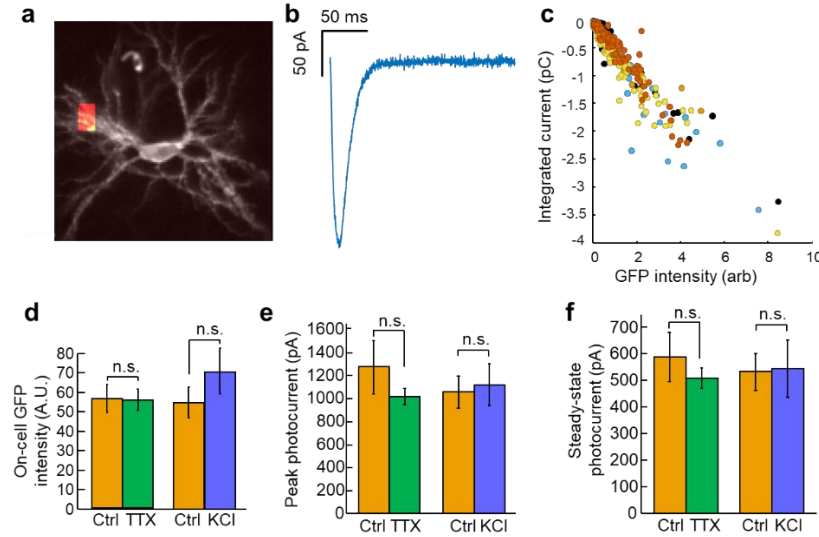 a
b
50 ms
50 pA
c
Integrated current (pC)
0
-0.5
-1
-1.5
-2
-2.5
-3
-3.5
-4
0
2
4
6
8
10
GFP intensity (arb)
d
On-cell GFP
intensity (A.U.)
80
70
60
50
40
30
20
10
0
n.s.
n.s.
Ctrl TTX
Ctrl KCl
e
Peak photocurrent (pA)
1600
1400
1200
1000
800
600
400
200
0
n.s.
n.s.
Ctrl TTX
Ctrl KCl
f
Steady-state
photocurrent (pA)
700
600
500
400
300
200
100
0
n.s.
n.s.
Ctrl TTX
Ctrl KCl